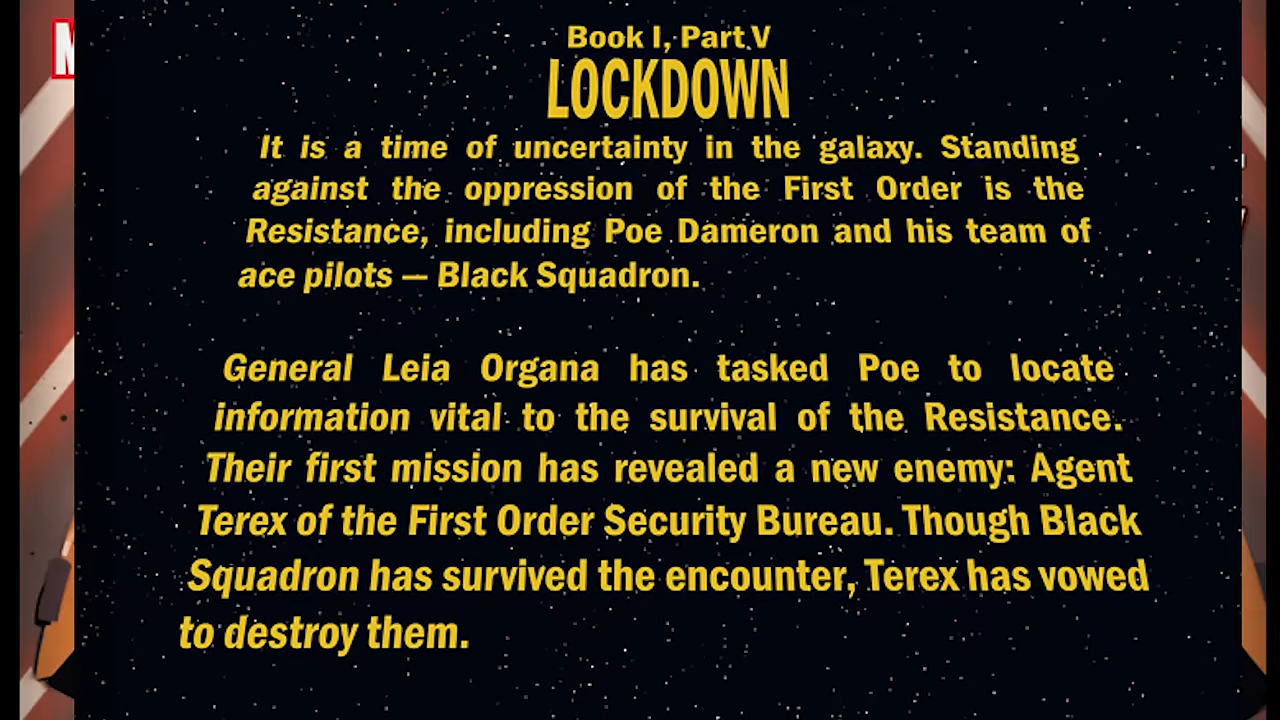 Book I, Part V
LOCKDOWN
It is a time of uncertainty in the galaxy. Standing
against the oppression of the First Order is the
Resistance, including Poe Dameron and his team of
ace pilots — Black Squadron.
General Leia Organa has tasked Poe to locate
information vital to the survival of the Resistance.
Their first mission has revealed a new enemy: Agent
Terex of the First Order Security Bureau. Though Black
Squadron has survived the encounter, Terex has vowed
to destroy them.